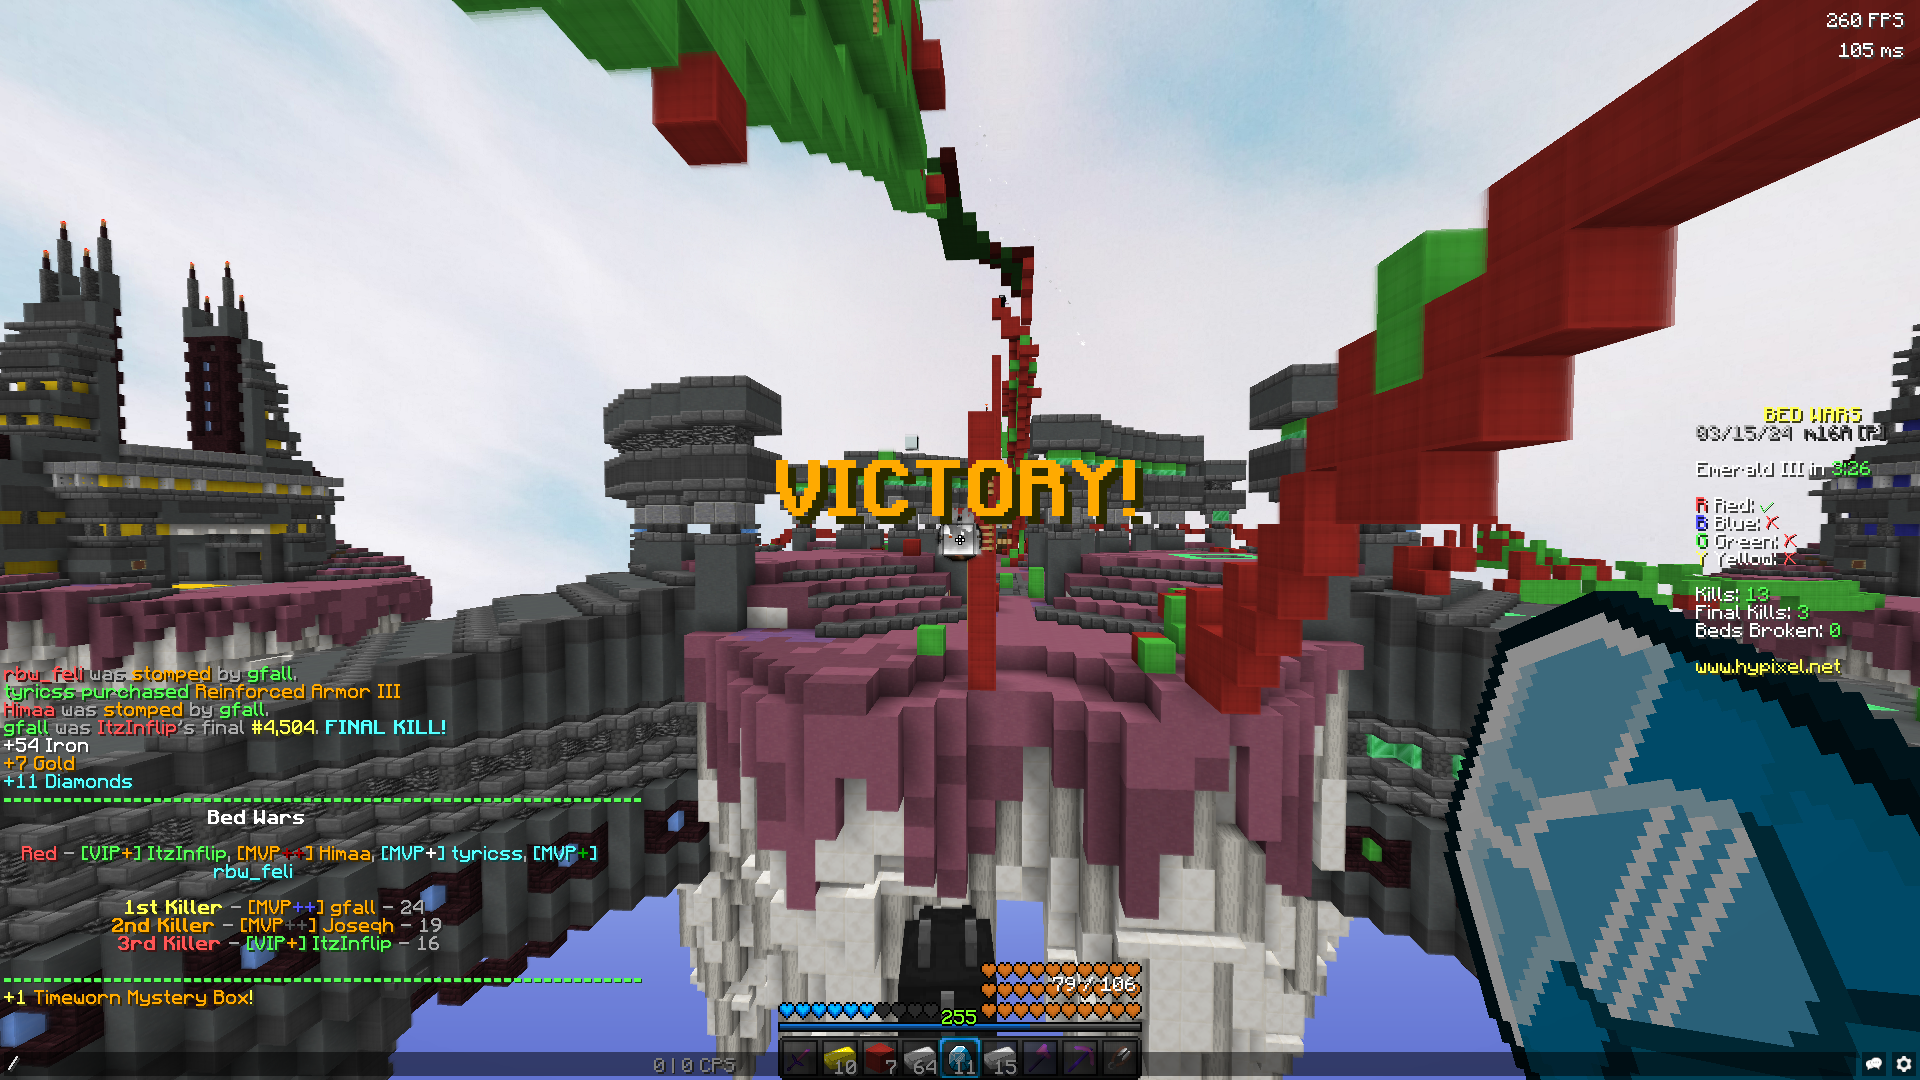 260 FPS
105 ms
VICTORY!
BED WARS
03/15/24 m16A [P]
Emerald III in 3:26
R Red: ✓
B Blue: ✗
G Green: ✗
Y Yellow: ✗
Kills: 13
Final Kills: 3
Beds Broken: 0
www.hypixel.net
rbw_feli was stomped by gfall.
tyricss purchased Reinforced Armor III
Himaa was stomped by gfall.
gfall was ItzInflip's final #4,504. FINAL KILL!
+54 Iron
+7 Gold
+11 Diamonds
Bed Wars
Red - [VIP+] ItzInflip, [MVP++] Himaa, [MVP+] tyricss, [MVP+]
rbw_feli
1st Killer - [MVP++] gfall - 24
2nd Killer - [MVP++] Joseqh - 19
3rd Killer - [VIP+] ItzInflip - 16
+1 Timeworn Mystery Box!
79 / 106
255
/
0 | 0 CPS
10 7 64 11 15